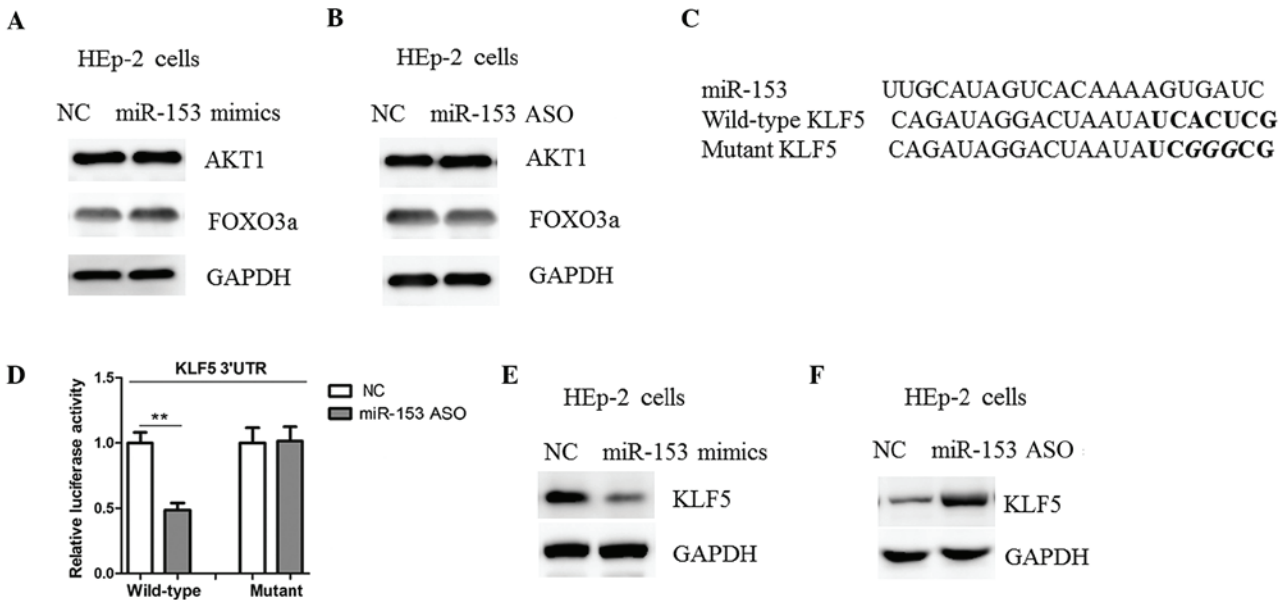 A
HEp-2 cells
NC miR-153 mimics
AKT1
FOXO3a
GAPDH
B
HEp-2 cells
NC miR-153 ASO
AKT1
FOXO3a
GAPDH
C
miR-153 UUGCAUAGUCACAAAAGUGAUC
Wild-type KLF5 CAGAUAGGACUAAUAUCACUCG
Mutant KLF5 CAGAUAGGACUAAUAUCGGGCG
D
KLF5 3'UTR
Relative luciferase activity
1.5
1.0
0.5
0.0
**
Wild-type Mutant
NC
miR-153 ASO
E
HEp-2 cells
NC miR-153 mimics
KLF5
GAPDH
F
HEp-2 cells
NC miR-153 ASO
KLF5
GAPDH